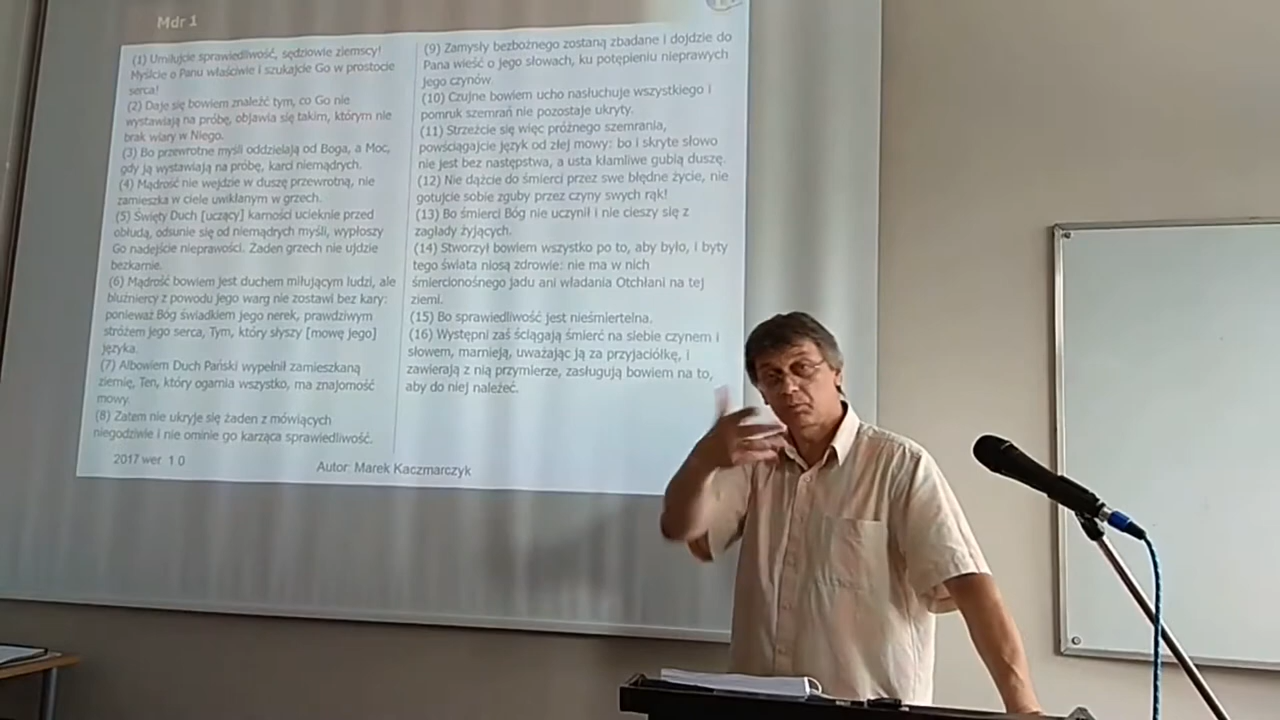 Mdr 1
(1) Umiłujcie sprawiedliwość, sędziowie ziemscy!
Myślcie o Panu właściwie i szukajcie Go w prostocie
serca!
(2) Daje się bowiem znaleźć tym, co Go nie
wystawiają na próbę, objawia się takim, którym nie
brak wiary w Niego.
(3) Bo przewrotne myśli oddzielają od Boga, a Moc,
gdy ją wystawiają na próbę, karci niemądrych.
(4) Mądrość nie wejdzie w duszę przewrotną, nie
zamieszka w ciele uwikłanym w grzech.
(5) Święty Duch [uczący] karności ucieknie przed
obłudą, odsunie się od niemądrych myśli, wypłoszy
Go nadejście nieprawości. Żaden grzech nie ujdzie
bezkarnie.
(6) Mądrość bowiem jest duchem miłującym ludzi, ale
bluźniercy z powodu jego warg nie zostawi bez kary:
ponieważ Bóg świadkiem jego nerek, prawdziwym
stróżem jego serca, Tym, który słyszy [mowę jego]
języka.
(7) Albowiem Duch Pański wypełnił zamieszkaną
ziemię, Ten, który ogarnia wszystko, ma znajomość
mowy.
(8) Zatem nie ukryje się żaden z mówiących
niegodziwie i nie ominie go karząca sprawiedliwość.
(9) Zamysły bezbożnego zostaną zbadane i dojdzie do
Pana wieść o jego słowach, ku potępieniu nieprawych
jego czynów.
(10) Czujne bowiem ucho nasłuchuje wszystkiego i
pomruk szemrań nie pozostaje ukryty.
(11) Strzeżcie się więc próżnego szemrania,
powściągajcie język od złej mowy: bo i skryte słowo
nie jest bez następstwa, a usta kłamliwe gubią duszę.
(12) Nie dążcie do śmierci przez swe błędne życie, nie
gotujcie sobie zguby przez czyny swych rąk!
(13) Bo śmierci Bóg nie uczynił i nie cieszy się z
zagłady żyjących.
(14) Stworzył bowiem wszystko po to, aby było, i byty
tego świata niosą zdrowie: nie ma w nich
śmiercionośnego jadu ani władania Otchłani na tej
ziemi.
(15) Bo sprawiedliwość jest nieśmiertelna.
(16) Występni zaś ściągają śmierć na siebie czynem i
słowem, marnieją, uważając ją za przyjaciółkę, i
zawierają z nią przymierze, zasługują bowiem na to,
aby do niej należeć.
2017 wer 1 0
Autor: Marek Kaczmarczyk